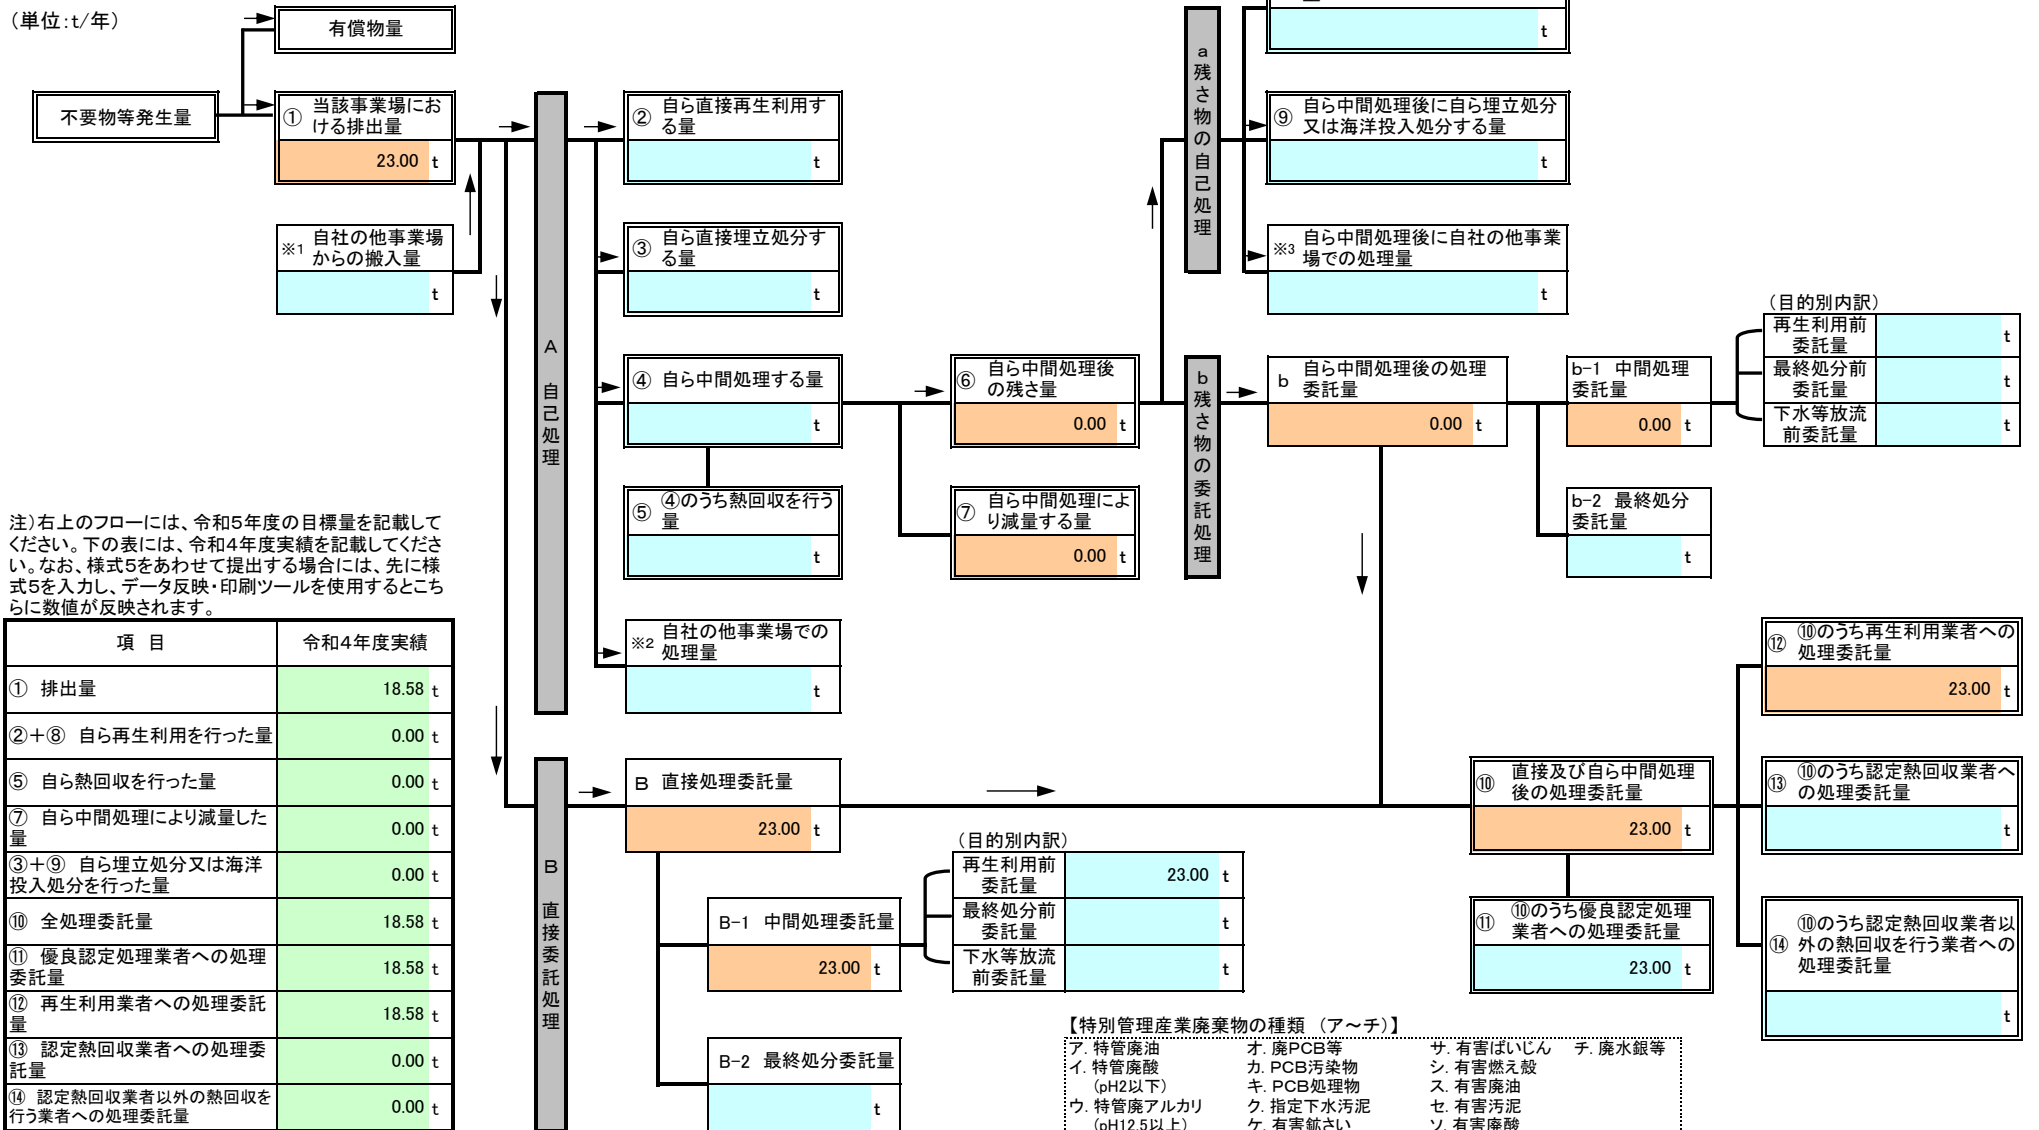 (単位:t/年)
有償物量
不要物等発生量
① 当該事業場にお
ける排出量
23.00 t
※1 自社の他事業場
からの搬入量
t
A 自己処理
② 自ら直接再生利用す
る量
t
③ 自ら直接埋立処分す
る量
t
④ 自ら中間処理する量
t
⑤ ④のうち熱回収を行う
量
t
※2 自社の他事業場での
処理量
t
⑥ 自ら中間処理後
の残さ量
0.00 t
⑦ 自ら中間処理によ
り減量する量
0.00 t
a 残さ物の自己処理
t
⑨ 自ら中間処理後に自ら埋立処分
又は海洋投入処分する量
t
※3 自ら中間処理後に自社の他事業
場での処理量
t
b 残さ物の委託処理
b 自ら中間処理後の処理
委託量
0.00 t
b-1 中間処理
委託量
0.00 t
(目的別内訳)
再生利用前
委託量 t
最終処分前
委託量 t
下水等放流
前委託量 t
b-2 最終処分
委託量
t
注)右上のフローには、令和5年度の目標量を記載して
ください。下の表には、令和4年度実績を記載してくださ
い。なお、様式5をあわせて提出する場合には、先に様
式5を入力し、データ反映・印刷ツールを使用するとこち
らに数値が反映されます。
項 目 令和4年度実績
① 排出量 18.58 t
②+⑧ 自ら再生利用を行った量 0.00 t
⑤ 自ら熱回収を行った量 0.00 t
⑦ 自ら中間処理により減量した
量 0.00 t
③+⑨ 自ら埋立処分又は海洋
投入処分を行った量 0.00 t
⑩ 全処理委託量 18.58 t
⑪ 優良認定処理業者への処理
委託量 18.58 t
⑫ 再生利用業者への処理委託
量 18.58 t
⑬ 認定熱回収業者への処理委
託量 0.00 t
⑭ 認定熱回収業者以外の熱回収を
行う業者への処理委託量 0.00 t
B 直接委託処理
B 直接処理委託量
23.00 t
B-1 中間処理委託量
23.00 t
(目的別内訳)
再生利用前
委託量 23.00 t
最終処分前
委託量 t
下水等放流
前委託量 t
B-2 最終処分委託量
t
⑩ 直接及び自ら中間処理
後の処理委託量
23.00 t
⑪ ⑩のうち優良認定処理
業者への処理委託量
23.00 t
⑫ ⑩のうち再生利用業者への
処理委託量
23.00 t
⑬ ⑩のうち認定熱回収業者へ
の処理委託量
t
⑭ ⑩のうち認定熱回収業者以
外の熱回収を行う業者への
処理委託量
t
【特別管理産業廃棄物の種類 (ア~チ)】
ア. 特管廃油 オ. 廃PCB等 サ. 有害ばいじん チ. 廃水銀等
イ. 特管廃酸 カ. PCB汚染物 シ. 有害燃え殻
(pH2以下) キ. PCB処理物 ス. 有害廃油
ウ. 特管廃アルカリ ク. 指定下水汚泥 セ. 有害汚泥
(pH12.5以上) ケ. 有害鉱さい ソ. 有害廃酸